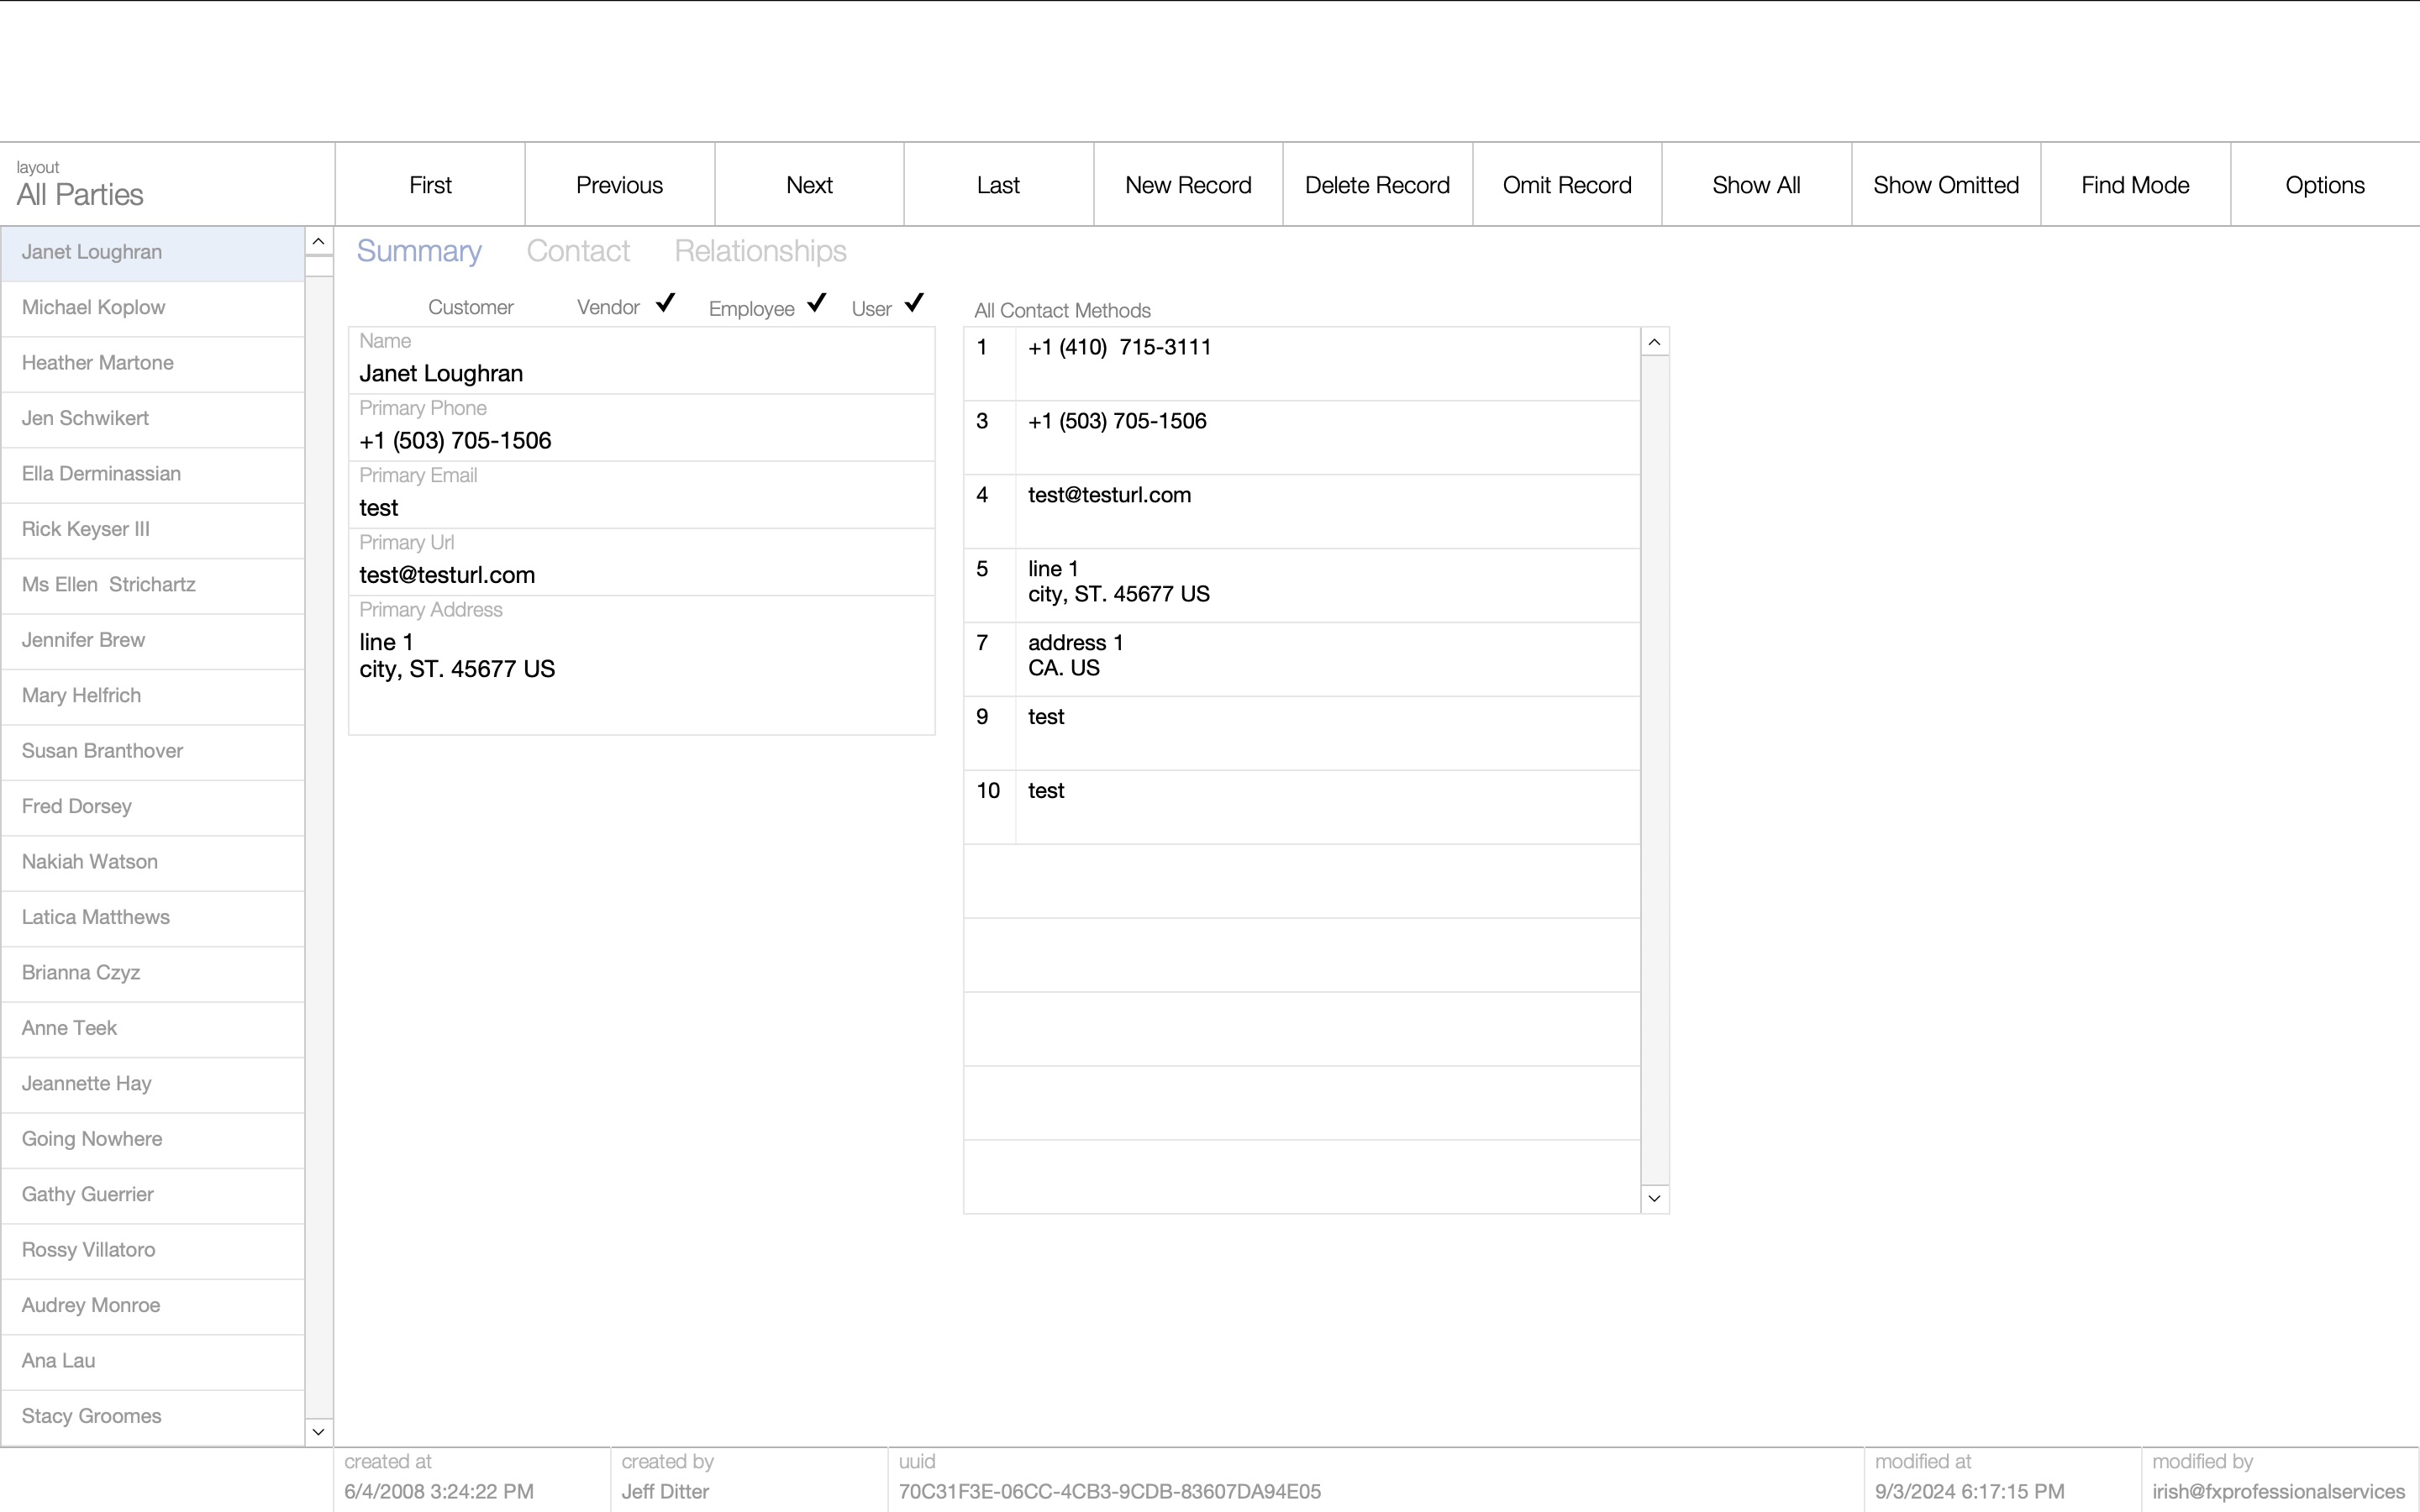 layout
All Parties
First
Previous
Next
Last
New Record
Delete Record
Omit Record
Show All
Show Omitted
Find Mode
Options
Janet Loughran
Michael Koplow
Heather Martone
Jen Schwikert
Ella Derminassian
Rick Keyser III
Ms Ellen  Strichartz
Jennifer Brew
Mary Helfrich
Susan Branthover
Fred Dorsey
Nakiah Watson
Latica Matthews
Brianna Czyz
Anne Teek
Jeannette Hay
Going Nowhere
Gathy Guerrier
Rossy Villatoro
Audrey Monroe
Ana Lau
Stacy Groomes
Summary
Contact
Relationships
Customer
Vendor ✔
Employee ✔
User ✔
Name
Janet Loughran
Primary Phone
+1 (503) 705-1506
Primary Email
test
Primary Url
test@testurl.com
Primary Address
line 1
city, ST. 45677 US
All Contact Methods
1 +1 (410)  715-3111
3 +1 (503) 705-1506
4 test@testurl.com
5 line 1
city, ST. 45677 US
7 address 1
CA. US
9 test
10 test
created at
6/4/2008 3:24:22 PM
created by
Jeff Ditter
uuid
70C31F3E-06CC-4CB3-9CDB-83607DA94E05
modified at
9/3/2024 6:17:15 PM
modified by
irish@fxprofessionalservices